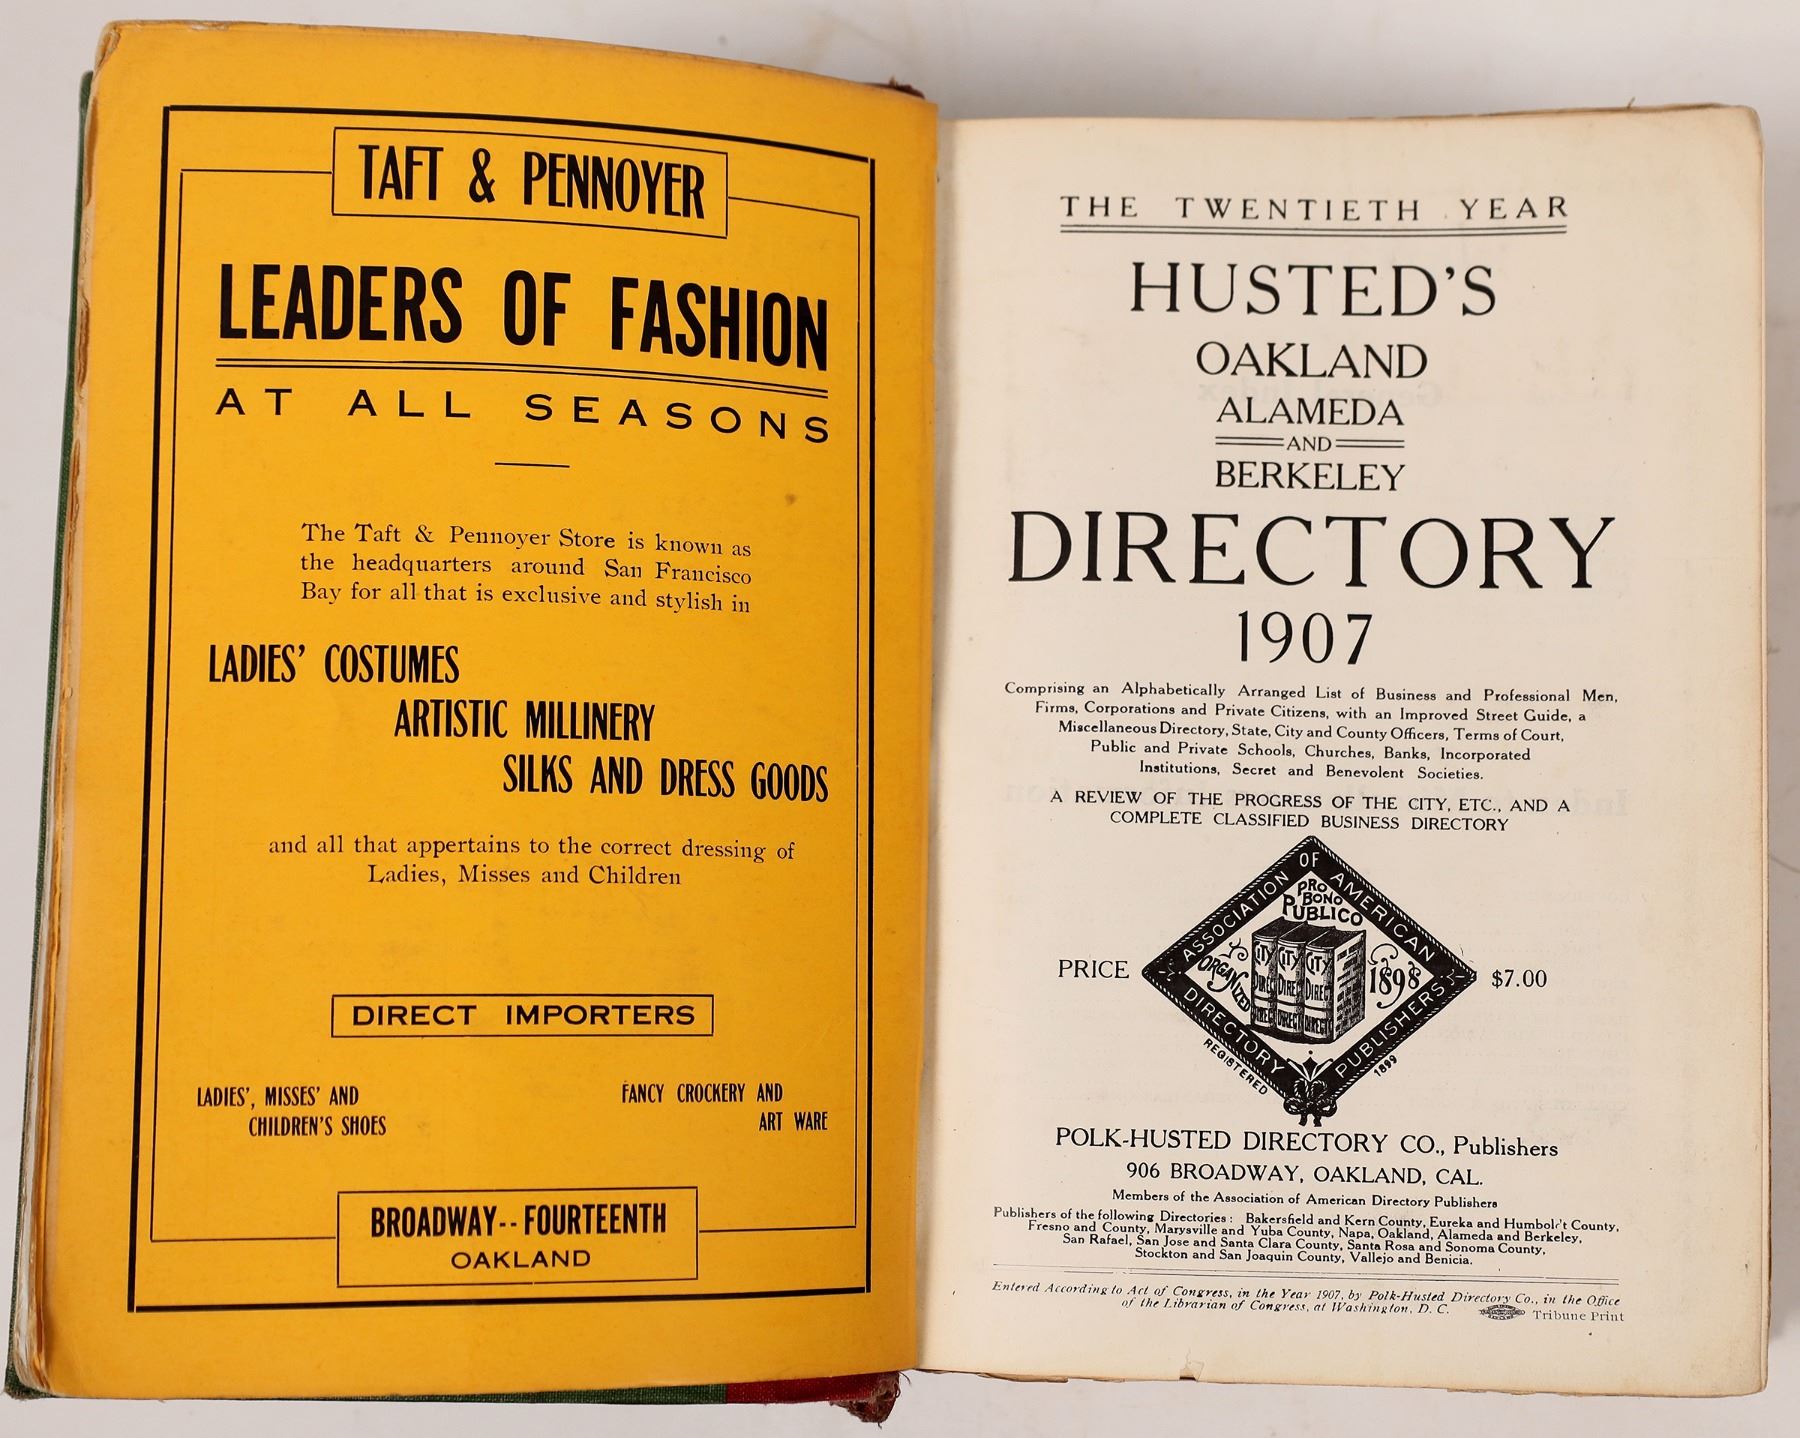 TAFT & PENNOYER
LEADERS OF FASHION
AT ALL SEASONS
The Taft & Pennoyer Store is known as
the headquarters around San Francisco
Bay for all that is exclusive and stylish in
LADIES' COSTUMES
ARTISTIC MILLINERY
SILKS AND DRESS GOODS
and all that appertains to the correct dressing of
Ladies, Misses and Children
DIRECT IMPORTERS
LADIES', MISSES' AND
CHILDREN'S SHOES
FANCY CROCKERY AND
ART WARE
BROADWAY--FOURTEENTH
OAKLAND
THE TWENTIETH YEAR
HUSTED'S
OAKLAND
ALAMEDA
AND
BERKELEY
DIRECTORY
1907
Comprising an Alphabetically Arranged List of Business and Professional Men,
Firms, Corporations and Private Citizens, with an Improved Street Guide, a
Miscellaneous Directory, State, City and County Officers, Terms of Court,
Public and Private Schools, Churches, Banks, Incorporated
Institutions, Secret and Benevolent Societies.
A REVIEW OF THE PROGRESS OF THE CITY, ETC., AND A
COMPLETE CLASSIFIED BUSINESS DIRECTORY
PRICE
ASSOCIATION OF AMERICAN
DIRECTORY PUBLISHERS
PRO
BONO
PUBLICO
ORGANIZED
1898
CITY CITY CITY
DIREC DIRECT DIRECT
DIREC DIRECT DIRECT
REGISTERED
1899
$7.00
POLK-HUSTED DIRECTORY CO., Publishers
906 BROADWAY, OAKLAND, CAL.
Members of the Association of American Directory Publishers
Publishers of the following Directories: Bakersfield and Kern County, Eureka and Humboldt County,
Fresno and County, Marysville and Yuba County, Napa, Oakland, Alameda and Berkeley,
San Rafael, San Jose and Santa Clara County, Santa Rosa and Sonoma County,
Stockton and San Joaquin County, Vallejo and Benicia.
Entered According to Act of Congress, in the Year 1907, by Polk-Husted Directory Co., in the Office
of the Librarian of Congress, at Washington, D. C.
Tribune Print